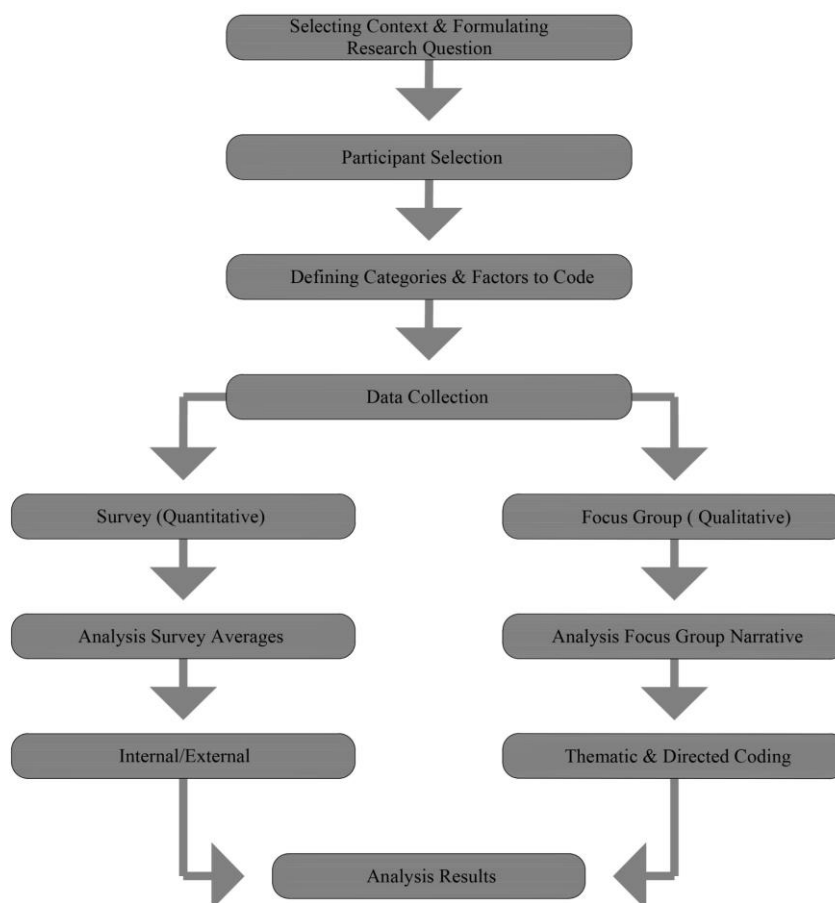 Selecting Context & Formulating
Research Question
Participant Selection
Defining Categories & Factors to Code
Data Collection
Survey (Quantitative)
Focus Group ( Qualitative)
Analysis Survey Averages
Analysis Focus Group Narrative
Internal/External
Thematic & Directed Coding
Analysis Results